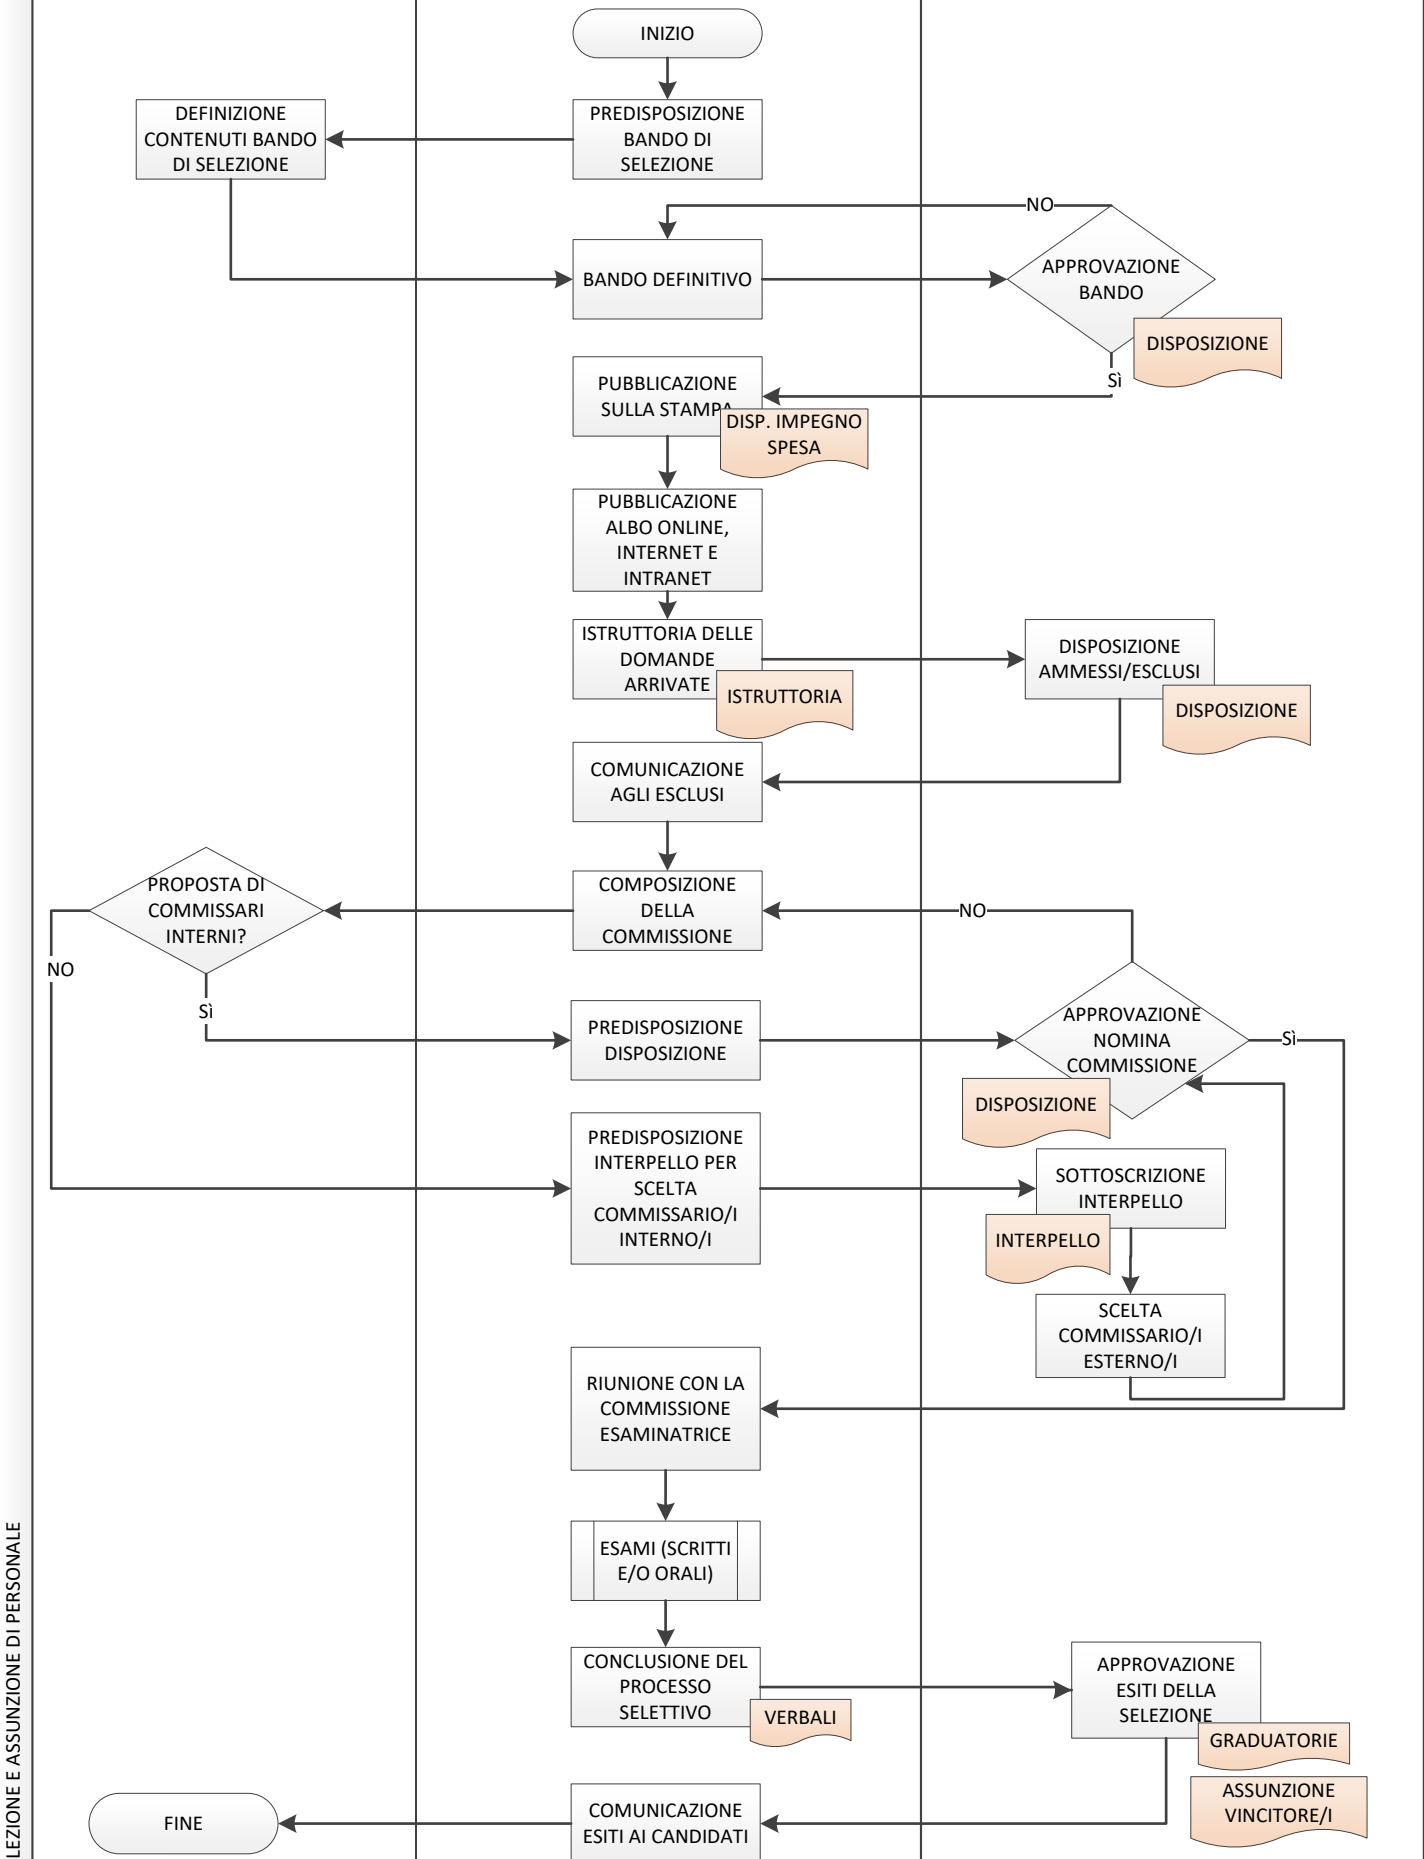 INIZIO
DEFINIZIONE
CONTENUTI BANDO
DI SELEZIONE
PREDISPOSIZIONE
BANDO DI
SELEZIONE
NO
BANDO DEFINITIVO
APPROVAZIONE
BANDO
DISPOSIZIONE
Sì
PUBBLICAZIONE
SULLA STAMPA
DISP. IMPEGNO
SPESA
PUBBLICAZIONE
ALBO ONLINE,
INTERNET E
INTRANET
ISTRUTTORIA DELLE
DOMANDE
ARRIVATE
ISTRUTTORIA
DISPOSIZIONE
AMMESSI/ESCLUSI
DISPOSIZIONE
COMUNICAZIONE
AGLI ESCLUSI
PROPOSTA DI
COMMISSARI
INTERNI?
COMPOSIZIONE
DELLA
COMMISSIONE
NO
NO
Sì
PREDISPOSIZIONE
DISPOSIZIONE
APPROVAZIONE
NOMINA
COMMISSIONE
Sì
DISPOSIZIONE
PREDISPOSIZIONE
INTERPELLO PER
SCELTA
COMMISSARIO/I
INTERNO/I
SOTTOSCRIZIONE
INTERPELLO
INTERPELLO
SCELTA
COMMISSARIO/I
ESTERNO/I
RIUNIONE CON LA
COMMISSIONE
ESAMINATRICE
ESAMI (SCRITTI
E/O ORALI)
CONCLUSIONE DEL
PROCESSO
SELETTIVO
VERBALI
APPROVAZIONE
ESITI DELLA
SELEZIONE
GRADUATORIE
ASSUNZIONE
VINCITORE/I
COMUNICAZIONE
ESITI AI CANDIDATI
FINE
LEZIONE E ASSUNZIONE DI PERSONALE